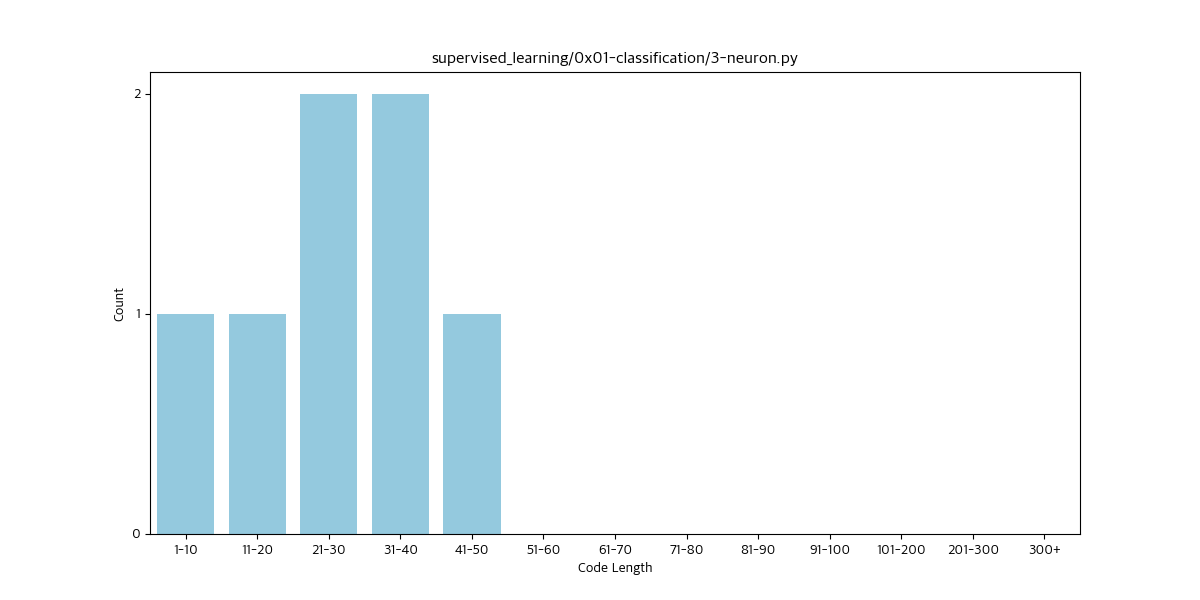 supervised_learning/0x01-classification/3-neuron.py
2
1
0
Count
1-10 11-20 21-30 31-40 41-50 51-60 61-70 71-80 81-90 91-100 101-200 201-300 300+
Code Length